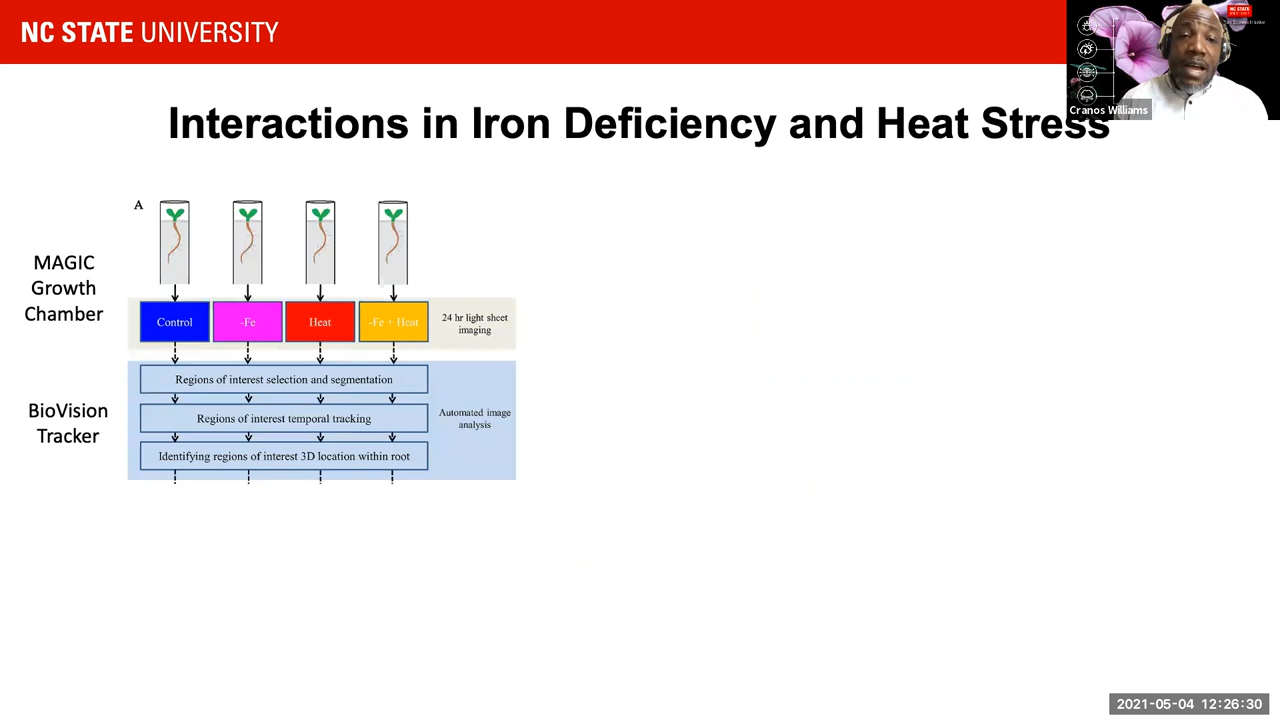 NC STATE UNIVERSITY
NC STATE
Cranos Williams
Interactions in Iron Deficiency and Heat Stress
A
MAGIC
Growth
Chamber
Control
-Fe
Heat
-Fe + Heat
24 hr light sheet
imaging
BioVision
Tracker
Regions of interest selection and segmentation
Regions of interest temporal tracking
Identifying regions of interest 3D location within root
Automated image
analysis
2021-05-04 12:26:30